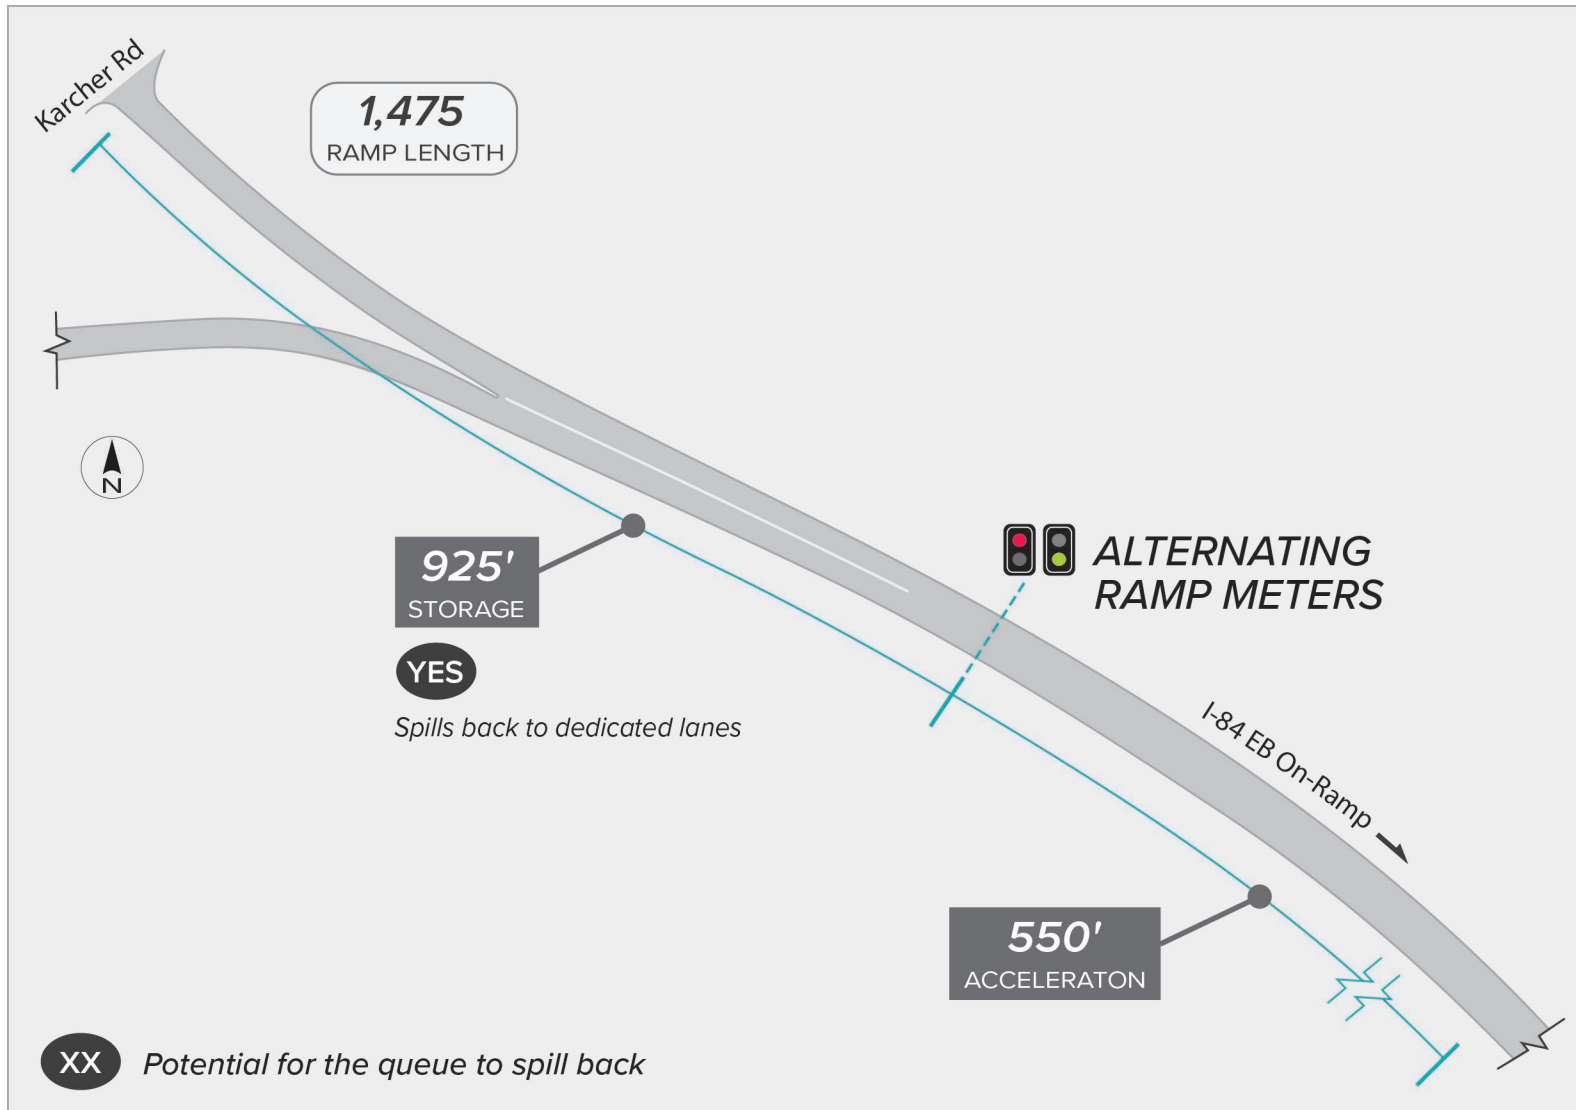 Karcher Rd
1,475
RAMP LENGTH
N
925'
STORAGE
YES
Spills back to dedicated lanes
ALTERNATING
RAMP METERS
I-84 EB On-Ramp
550'
ACCELERATON
XX
Potential for the queue to spill back